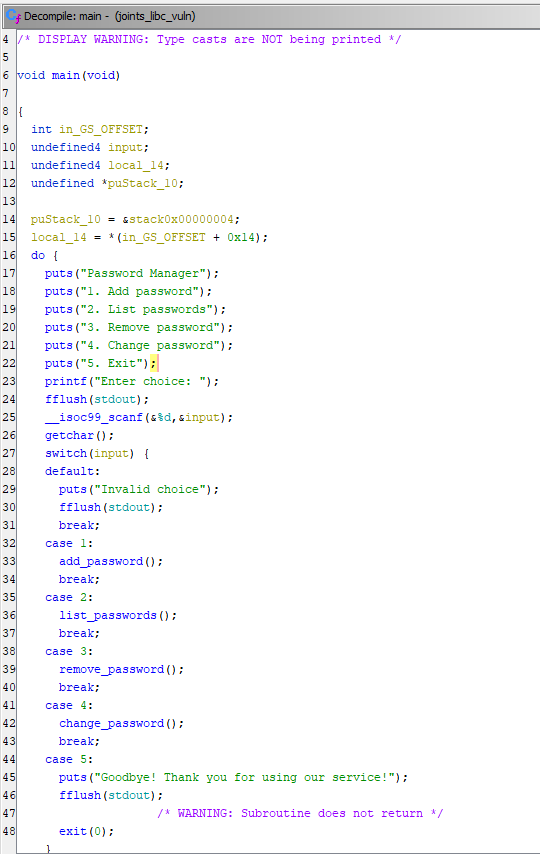 Decompile: main - (joints_libc_vuln)
4 /* DISPLAY WARNING: Type casts are NOT being printed */
5
6 void main(void)
7
8 {
9   int in_GS_OFFSET;
10   undefined4 input;
11   undefined4 local_14;
12   undefined *puStack_10;
13
14   puStack_10 = &stack0x00000004;
15   local_14 = *(in_GS_OFFSET + 0x14);
16   do {
17     puts("Password Manager");
18     puts("1. Add password");
19     puts("2. List passwords");
20     puts("3. Remove password");
21     puts("4. Change password");
22     puts("5. Exit");
23     printf("Enter choice: ");
24     fflush(stdout);
25     __isoc99_scanf(&%d,&input);
26     getchar();
27     switch(input) {
28     default:
29       puts("Invalid choice");
30       fflush(stdout);
31       break;
32     case 1:
33       add_password();
34       break;
35     case 2:
36       list_passwords();
37       break;
38     case 3:
39       remove_password();
40       break;
41     case 4:
42       change_password();
43       break;
44     case 5:
45       puts("Goodbye! Thank you for using our service!");
46       fflush(stdout);
47                     /* WARNING: Subroutine does not return */
48       exit(0);
     }